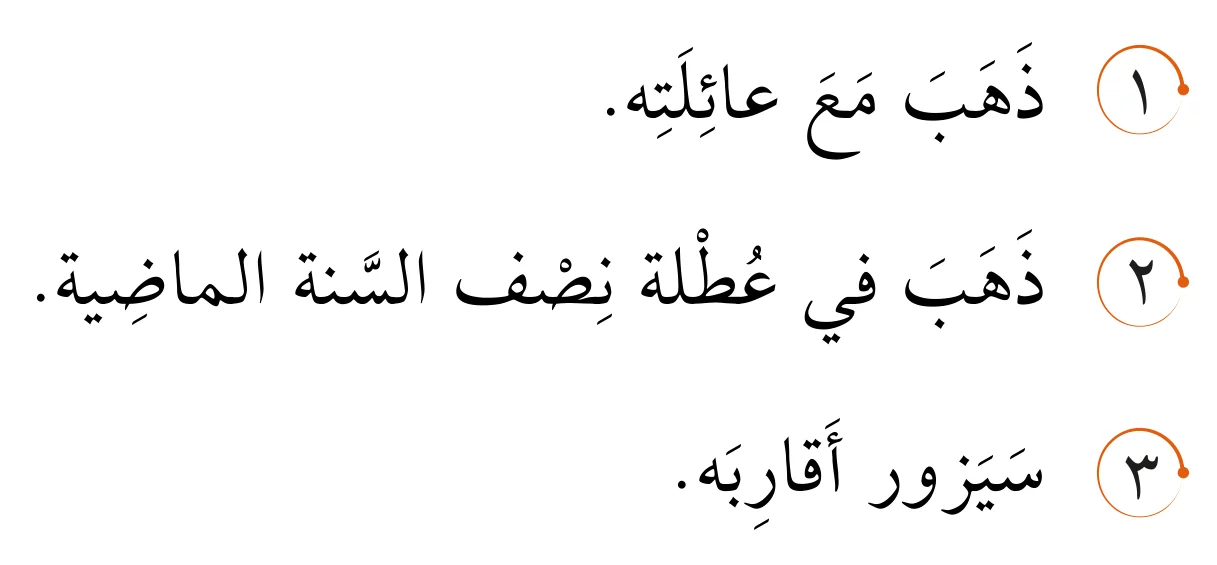 ١ ذَهَبَ مَعَ عائِلَتِه.
٢ ذَهَبَ في عُطْلة نِصْف السَّنة الماضِية.
٣ سَيَزور أَقارِبَه.